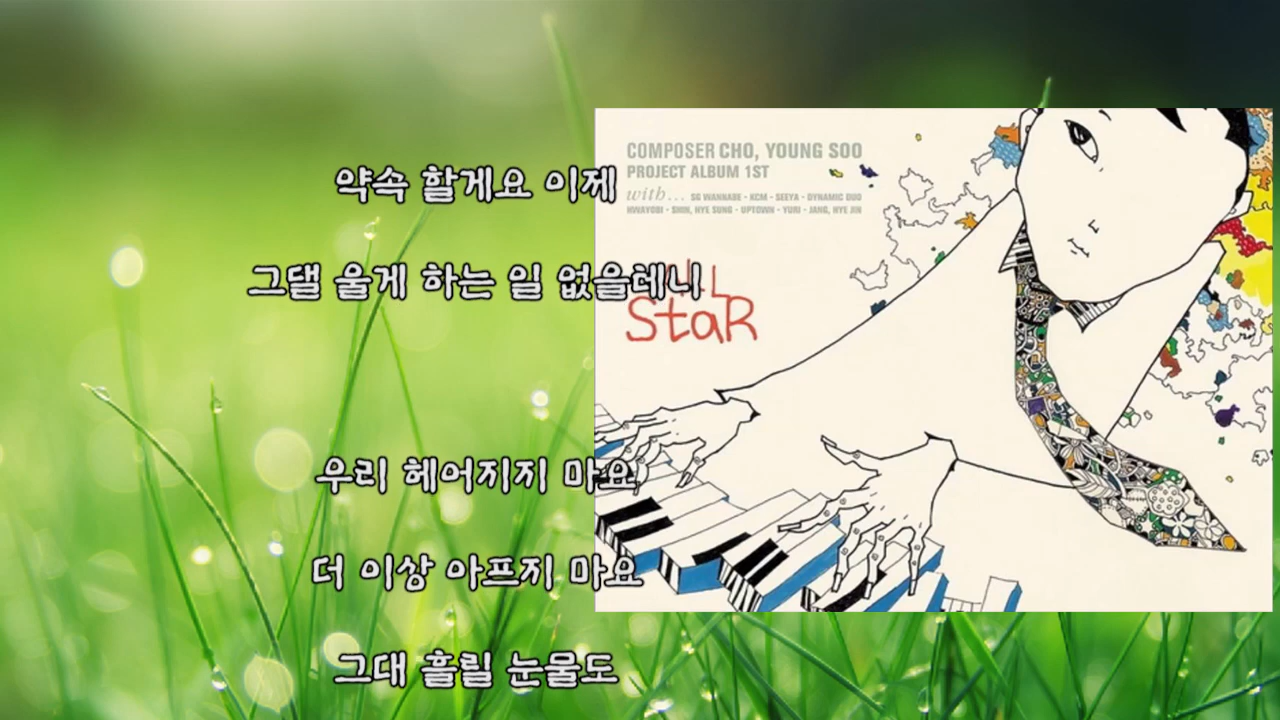 약속 할게요 이제
그댈 울게 하는 일 없을테니
우리 헤어지지 마요
더 이상 아프지 마요
그대 흘릴 눈물도
COMPOSER CHO, YOUNG SOO
PROJECT ALBUM 1ST
with... SG WANNABE - KCM - SEEYA - DYNAMIC DUO
HWAYOBI - SHIN, HYE SUNG - UPTOWN - YURI - JANG, HYE JIN
StaR